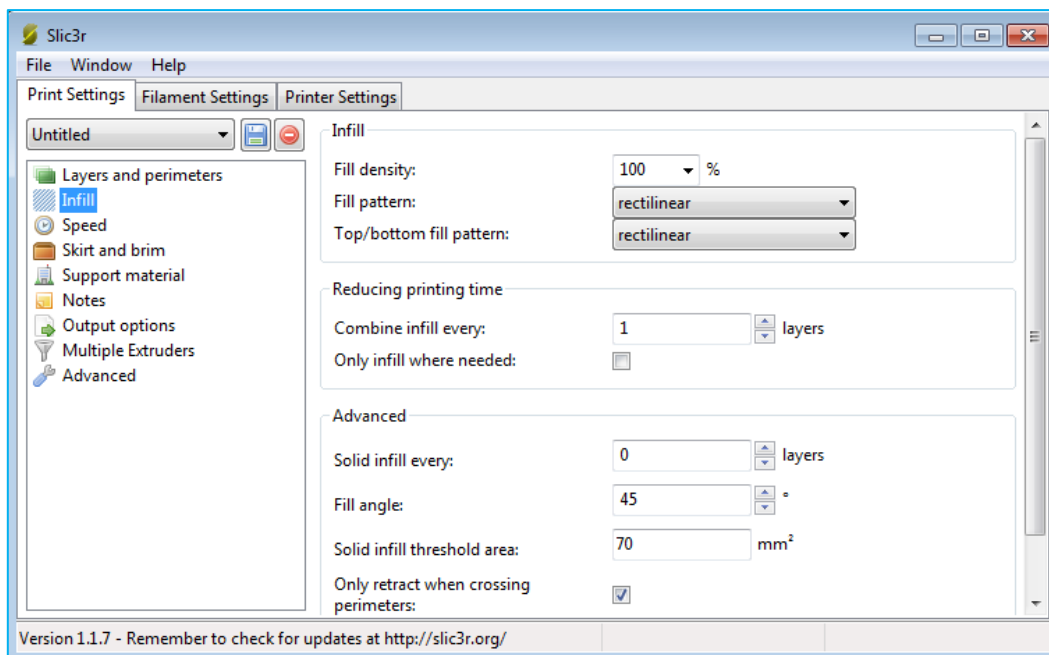 Slic3r
File Window Help
Print Settings Filament Settings Printer Settings
Untitled
Layers and perimeters
Infill
Speed
Skirt and brim
Support material
Notes
Output options
Multiple Extruders
Advanced
Infill
Fill density: 100 %
Fill pattern: rectilinear
Top/bottom fill pattern: rectilinear
Reducing printing time
Combine infill every: 1 layers
Only infill where needed:
Advanced
Solid infill every: 0 layers
Fill angle: 45 °
Solid infill threshold area: 70 mm²
Only retract when crossing
perimeters:
Version 1.1.7 - Remember to check for updates at http://slic3r.org/